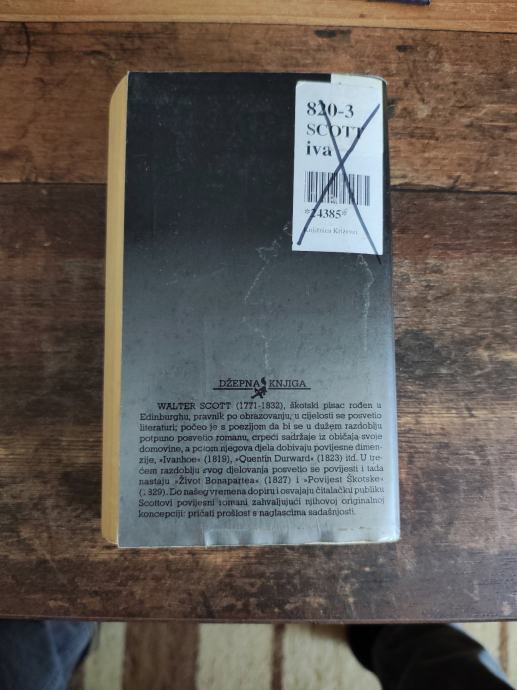 820-3
SCOTT
iva
*24385*
Knjižnica Križevci
DŽEPNA KNJIGA
WALTER SCOTT (1771-1832), škotski pisac rođen u
Edinburghu, pravnik po obrazovanju, u cijelosti se posvetio
literaturi; počeo je s poezijom da bi se u dužem razdoblju
potpuno posvetio romanu, crpeći sadržaje iz običaja svoje
domovine, a potom njegova djela dobivaju povijesne dimen-
zije, »Ivanhoe« (1819), »Quentin Durward« (1823) itd. U tre-
ćem razdoblju svog djelovanja posvetio se povijesti i tada
nastaju »Život Bonapartea« (1827) i »Povijest Škotske«
(1829). Do našeg vremena dopiru i osvajaju čitalačku publiku
Scottovi povijesni romani zahvaljujući njihovoj originalnoj
koncepciji: pričati prošlost s naglascima sadašnjosti.